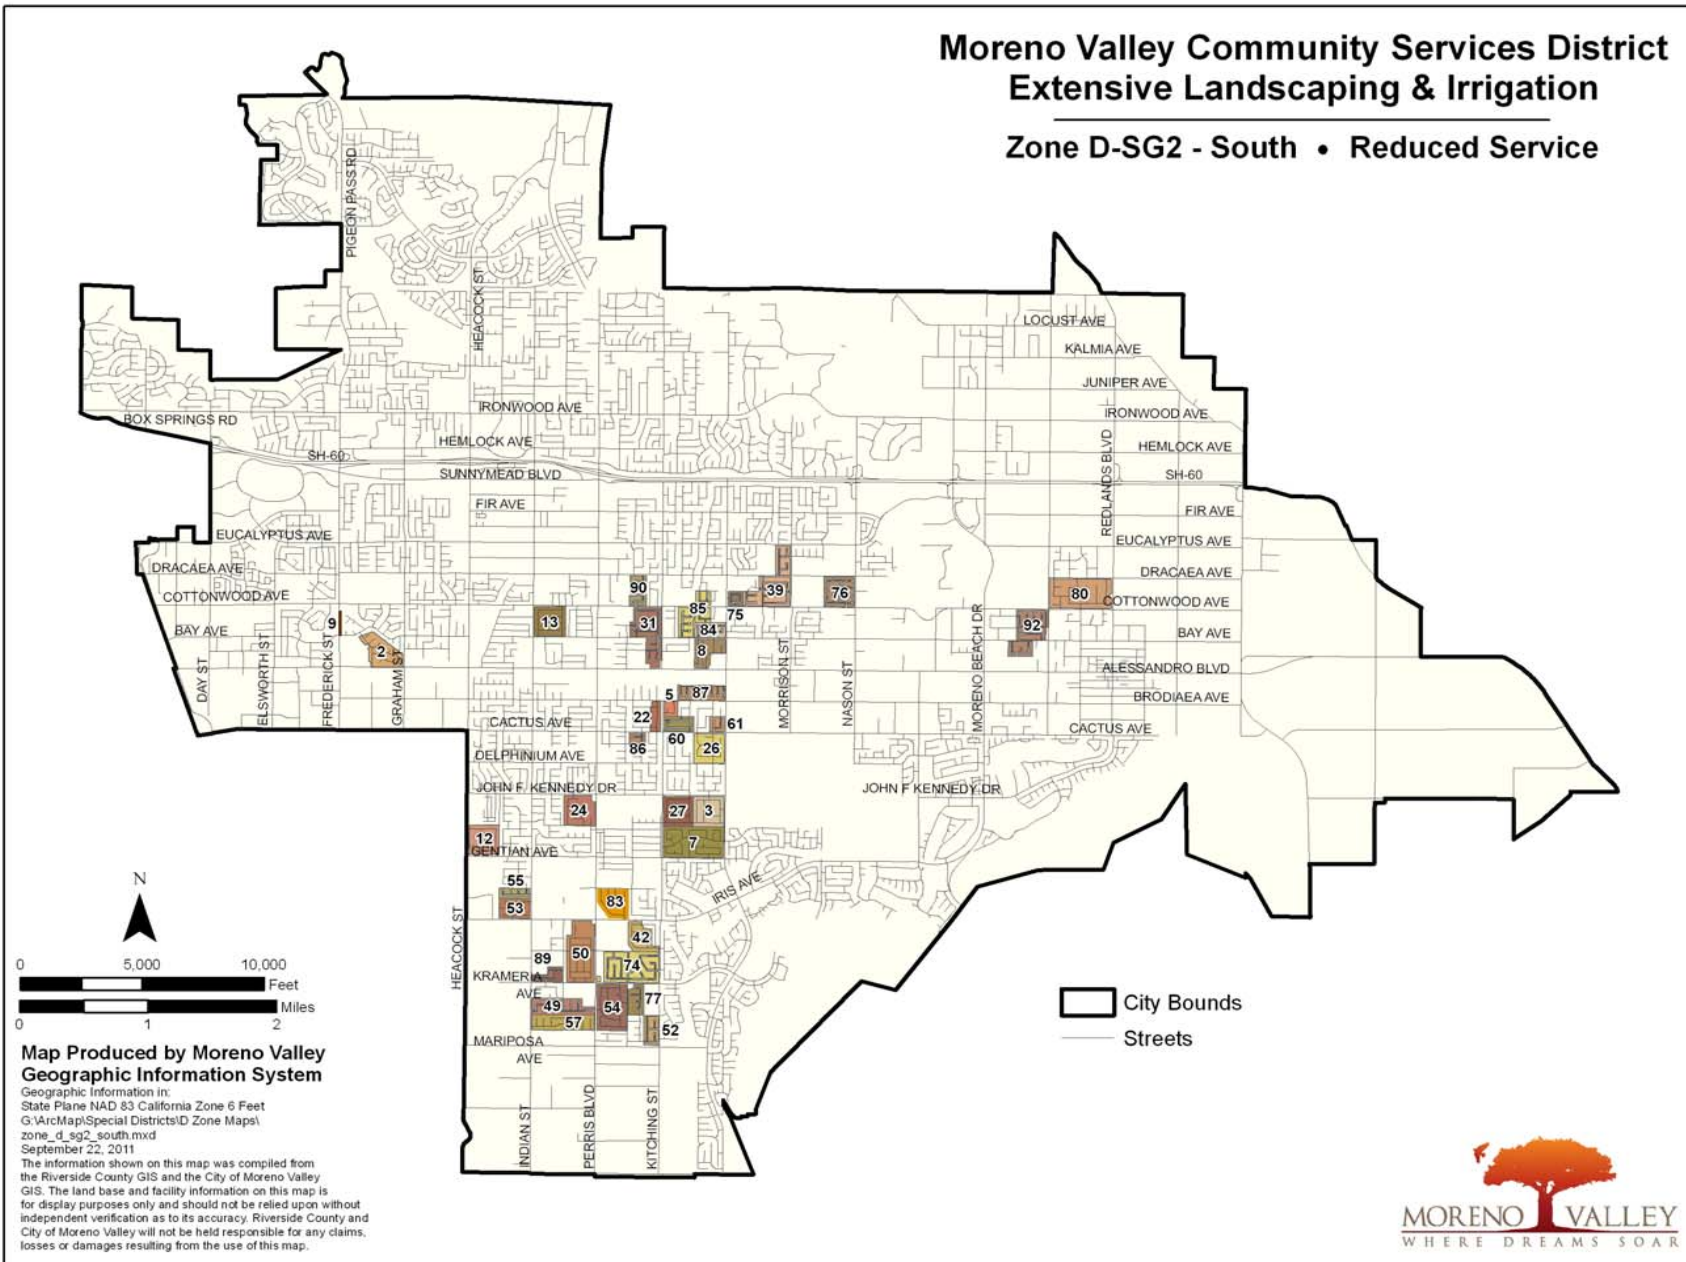 Moreno Valley Community Services District
Extensive Landscaping & Irrigation
Zone D-SG2 - South • Reduced Service
PIGEON PASS RD
HEACOCK ST
LOCUST AVE
KALMIA AVE
JUNIPER AVE
IRONWOOD AVE
IRONWOOD AVE
BOX SPRINGS RD
HEMLOCK AVE
HEMLOCK AVE
REDLANDS BLVD
SH-60
SUNNYMEAD BLVD
SH-60
FIR AVE
FIR AVE
EUCALYPTUS AVE
EUCALYPTUS AVE
DRACAEA AVE
DRACAEA AVE
COTTONWOOD AVE
90
39
76
80
COTTONWOOD AVE
9
13
31
85
75
84
92
BAY AVE
BAY AVE
2
8
ALESSANDRO BLVD
DAY ST
ELSWORTH ST
FREDERICK ST
GRAHAM ST
MORRISON ST
NASON ST
MORENO BEACH DR
5
87
BRODIAEA AVE
CACTUS AVE
22
61
CACTUS AVE
86
60
26
DELPHINIUM AVE
JOHN F KENNEDY DR
JOHN F KENNEDY DR
24
27
3
12
7
GENTIAN AVE
55
53
83
IRIS AVE
HEACOCK ST
42
50
89
74
KRAMERIA
AVE
49
54
77
57
52
MARIPOSA
AVE
INDIAN ST
PERRIS BLVD
KITCHING ST
N
0 5,000 10,000
Feet
Miles
0 1 2
City Bounds
Streets
Map Produced by Moreno Valley
Geographic Information System
Geographic Information in:
State Plane NAD 83 California Zone 6 Feet
G:\ArcMap\Special Districts\D Zone Maps\
zone_d_sg2_south.mxd
September 22, 2011
The information shown on this map was compiled from
the Riverside County GIS and the City of Moreno Valley
GIS. The land base and facility information on this map is
for display purposes only and should not be relied upon without
independent verification as to its accuracy. Riverside County and
City of Moreno Valley will not be held responsible for any claims,
losses or damages resulting from the use of this map.
MORENO VALLEY
WHERE DREAMS SOAR